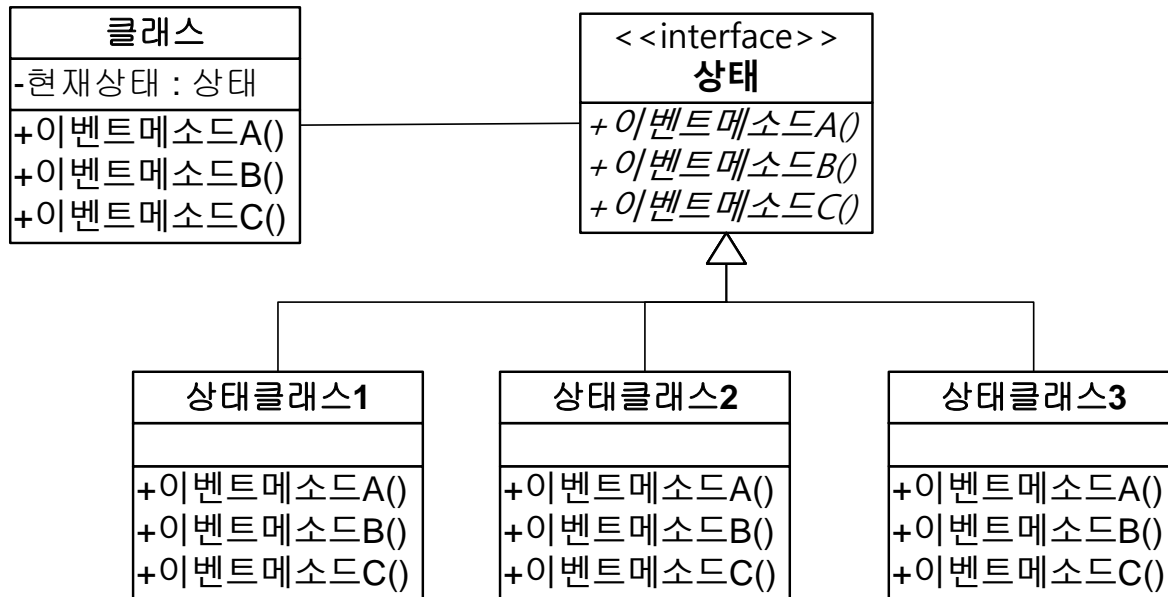 클래스
-현재상태 : 상태
+이벤트메소드A()
+이벤트메소드B()
+이벤트메소드C()
<<interface>>
상태
+이벤트메소드A()
+이벤트메소드B()
+이벤트메소드C()
상태클래스1
+이벤트메소드A()
+이벤트메소드B()
+이벤트메소드C()
상태클래스2
+이벤트메소드A()
+이벤트메소드B()
+이벤트메소드C()
상태클래스3
+이벤트메소드A()
+이벤트메소드B()
+이벤트메소드C()